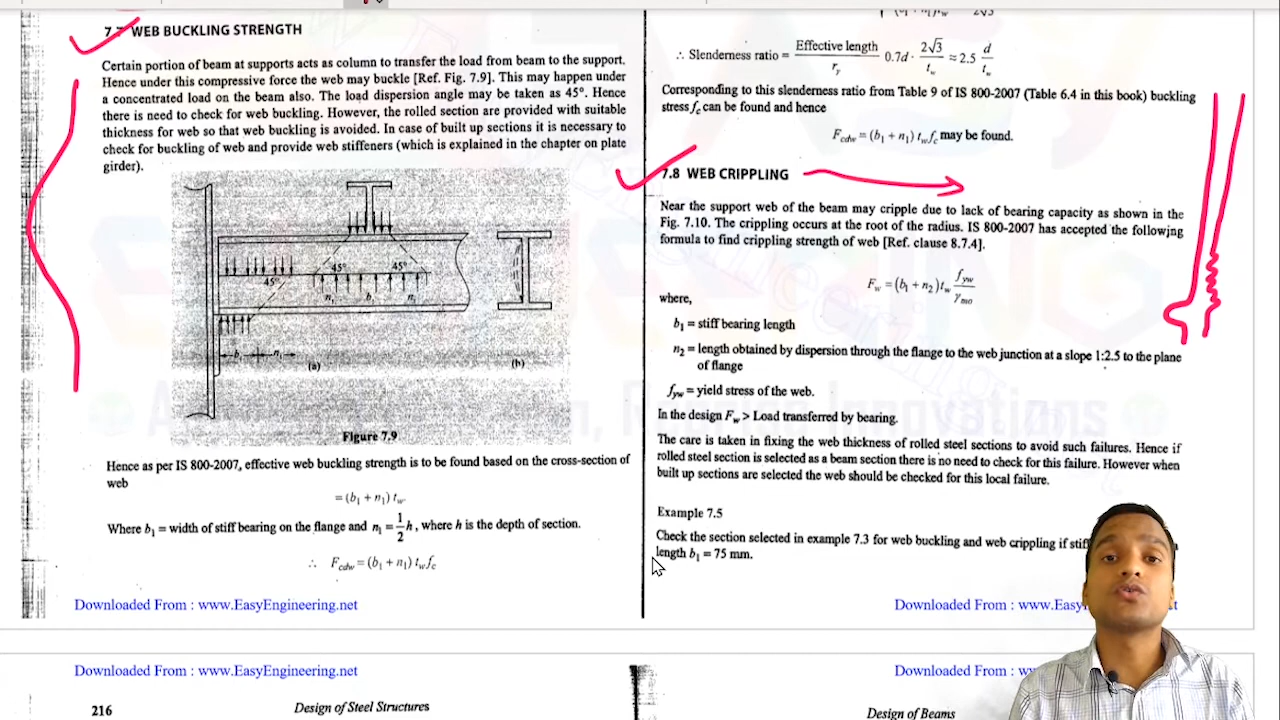 7.7 WEB BUCKLING STRENGTH
Certain portion of beam at supports acts as column to transfer the load from beam to the support.
Hence under this compressive force the web may buckle [Ref. Fig. 7.9]. This may happen under
a concentrated load on the beam also. The load dispersion angle may be taken as 45°. Hence
there is need to check for web buckling. However, the rolled section are provided with suitable
thickness for web so that web buckling is avoided. In case of built up sections it is necessary to
check for buckling of web and provide web stiffeners (which is explained in the chapter on plate
girder).
45°
45°
45°
n₁
b₁
n₁
b₁
n₁
(a)
(b)
Figure 7.9
Hence as per IS 800-2007, effective web buckling strength is to be found based on the cross-section of
web
= (b₁ + n₁) t_w
Where b₁ = width of stiff bearing on the flange and n₁ = 1/2 h, where h is the depth of section.
∴ F_cdw = (b₁ + n₁) t_w f_c
Downloaded From : www.EasyEngineering.net
∴ Slenderness ratio = Effective length / r_y 0.7d · 2√3 / t_w ≈ 2.5 d / t_w
Corresponding to this slenderness ratio from Table 9 of IS 800-2007 (Table 6.4 in this book) buckling
stress f_c can be found and hence
F_cdw = (b₁ + n₁) t_w f_c may be found.
7.8 WEB CRIPPLING
Near the support web of the beam may cripple due to lack of bearing capacity as shown in the
Fig. 7.10. The crippling occurs at the root of the radius. IS 800-2007 has accepted the following
formula to find crippling strength of web [Ref. clause 8.7.4].
F_w = (b₁ + n₂) t_w f_yw / γ_mo
where,
b₁ = stiff bearing length
n₂ = length obtained by dispersion through the flange to the web junction at a slope 1:2.5 to the plane
of flange
f_yw = yield stress of the web.
In the design F_w > Load transferred by bearing.
The care is taken in fixing the web thickness of rolled steel sections to avoid such failures. Hence if
rolled steel section is selected as a beam section there is no need to check for this failure. However when
built up sections are selected the web should be checked for this local failure.
Example 7.5
Check the section selected in example 7.3 for web buckling and web crippling if stif
length b₁ = 75 mm.
Downloaded From : www.Easy
Downloaded From : www.EasyEngineering.net
Downloaded From : ww
216
Design of Steel Structures
Design of Beams